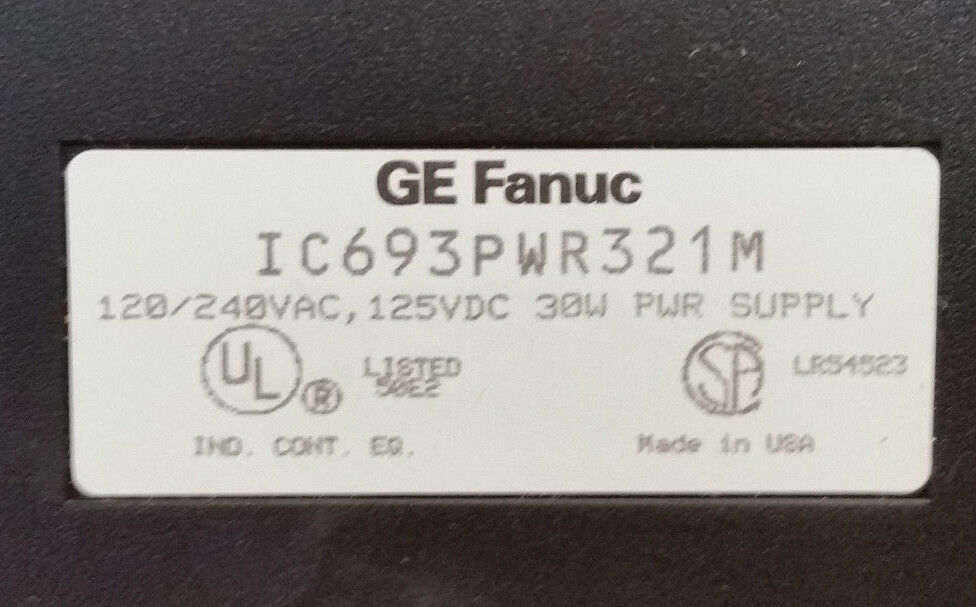 GE Fanuc
IC693PWR321M
120/240VAC, 125VDC 30W PWR SUPPLY
UL ® LISTED SA LR54523
50E2
IND. CONT. EQ. Made in USA